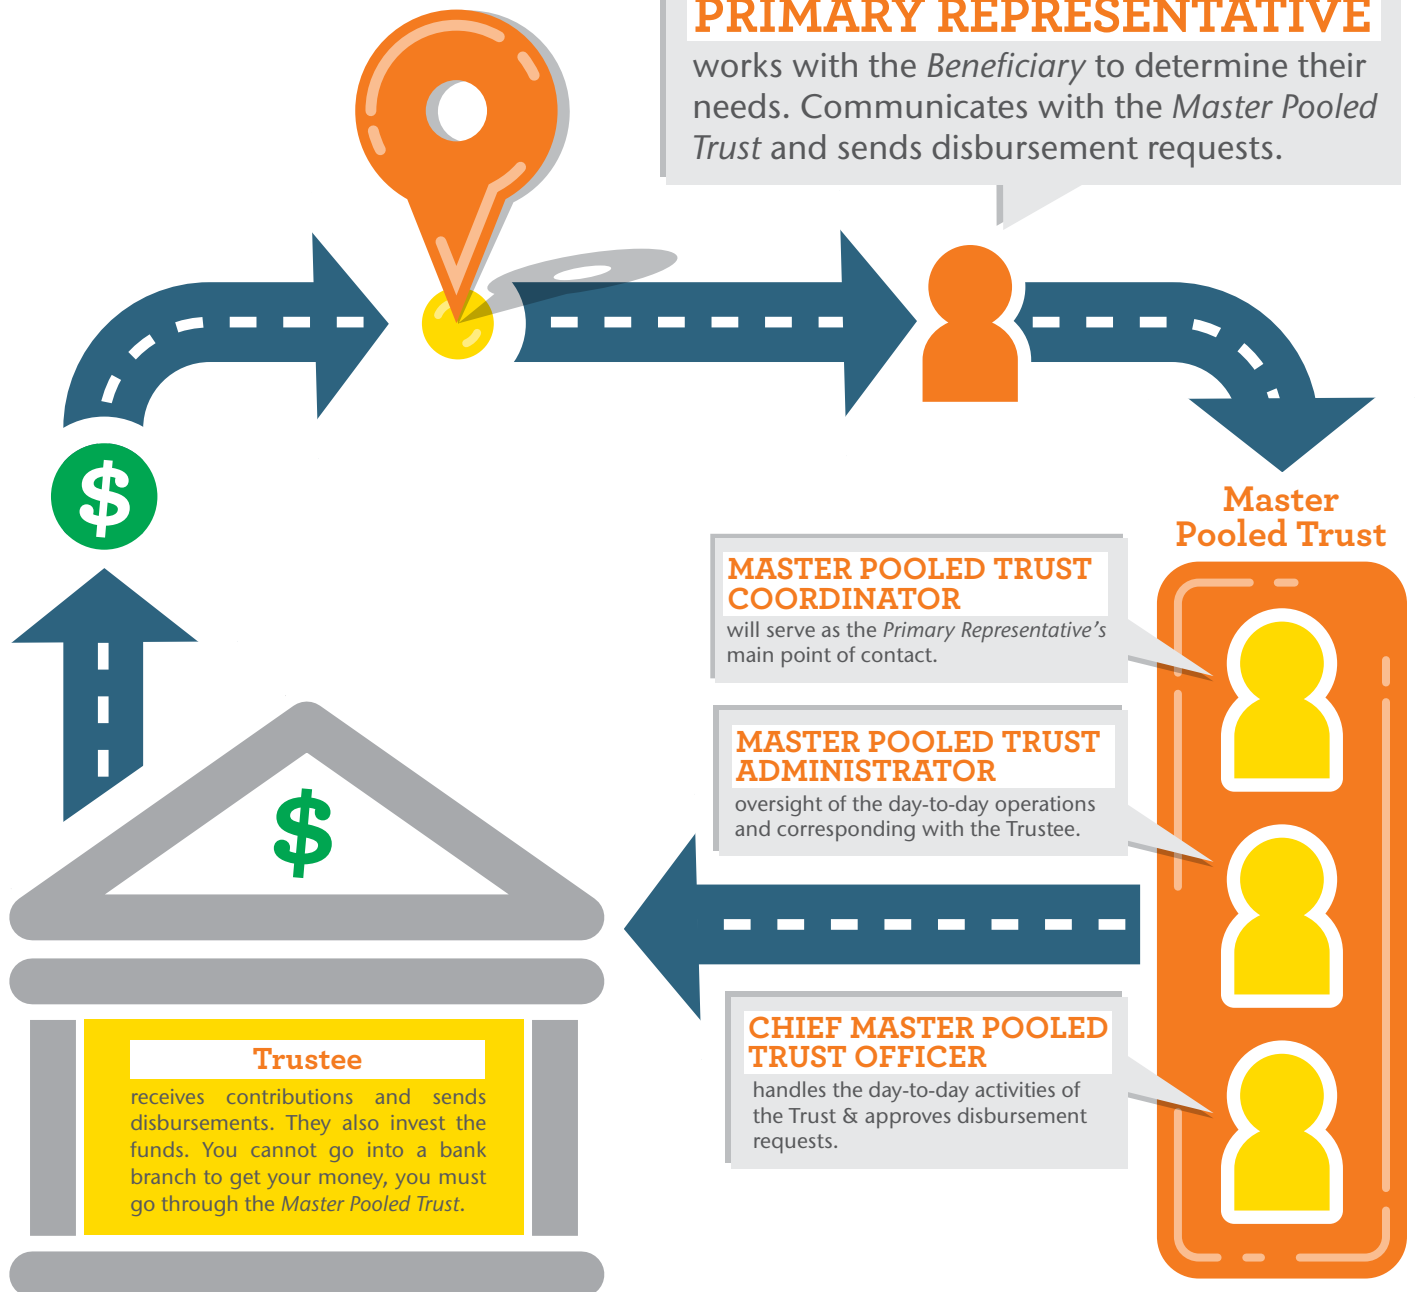 PRIMARY REPRESENTATIVE
works with the Beneficiary to determine their
needs. Communicates with the Master Pooled
Trust and sends disbursement requests.
$
Master
Pooled Trust
MASTER POOLED TRUST
COORDINATOR
will serve as the Primary Representative's
main point of contact.
MASTER POOLED TRUST
ADMINISTRATOR
oversight of the day-to-day operations
and corresponding with the Trustee.
$
CHIEF MASTER POOLED
TRUST OFFICER
handles the day-to-day activities of
the Trust & approves disbursement
requests.
Trustee
receives contributions and sends
disbursements. They also invest the
funds. You cannot go into a bank
branch to get your money, you must
go through the Master Pooled Trust.